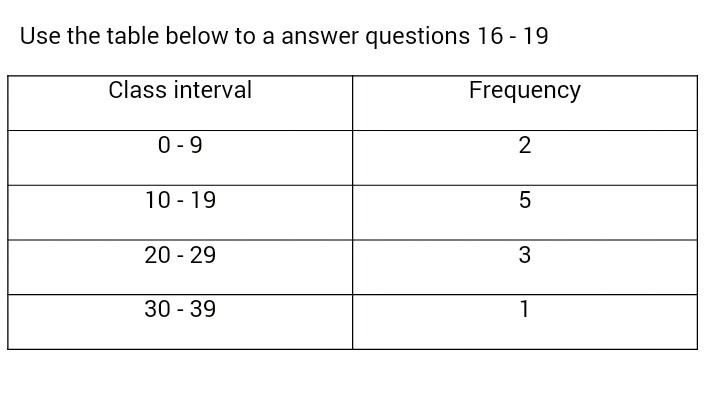 Use the table below to a answer questions 16 - 19
Class interval Frequency
0 - 9 2
10 - 19 5
20 - 29 3
30 - 39 1